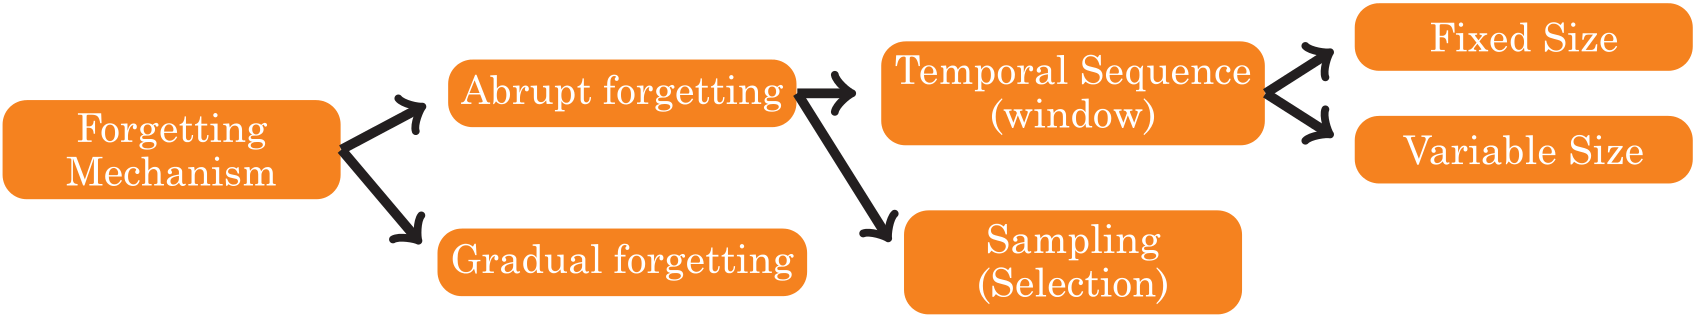 Forgetting
Mechanism
Abrupt forgetting
Gradual forgetting
Temporal Sequence
(window)
Sampling
(Selection)
Fixed Size
Variable Size